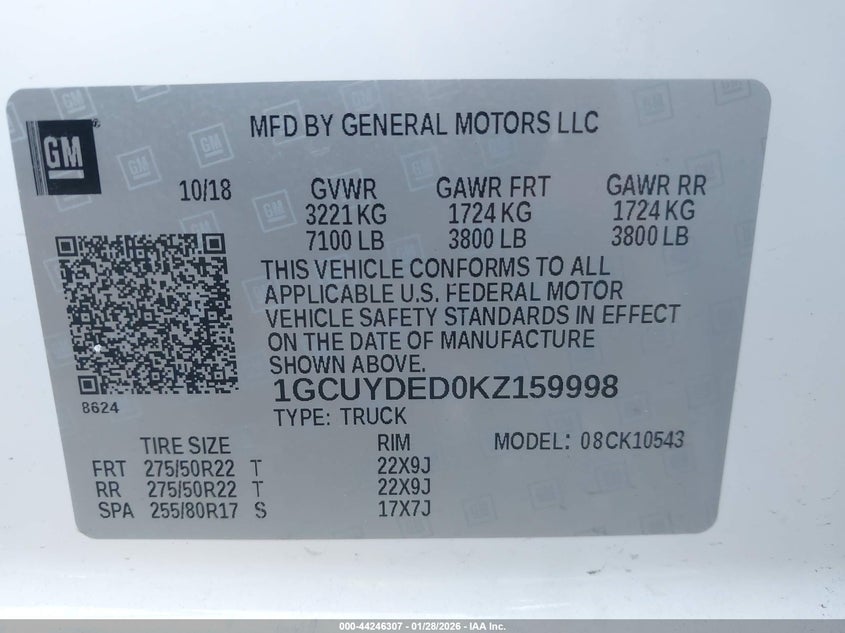 GM
MFD BY GENERAL MOTORS LLC
10/18 GVWR GAWR FRT GAWR RR
3221 KG 1724 KG 1724 KG
7100 LB 3800 LB 3800 LB
THIS VEHICLE CONFORMS TO ALL
APPLICABLE U.S. FEDERAL MOTOR
VEHICLE SAFETY STANDARDS IN EFFECT
ON THE DATE OF MANUFACTURE
SHOWN ABOVE.
1GCUYDED0KZ159998
8624
TYPE: TRUCK
TIRE SIZE RIM MODEL: 08CK10543
FRT 275/50R22 T 22X9J
RR 275/50R22 T 22X9J
SPA 255/80R17 S 17X7J
000-44246307 | 01/28/2026 - IAA Inc.